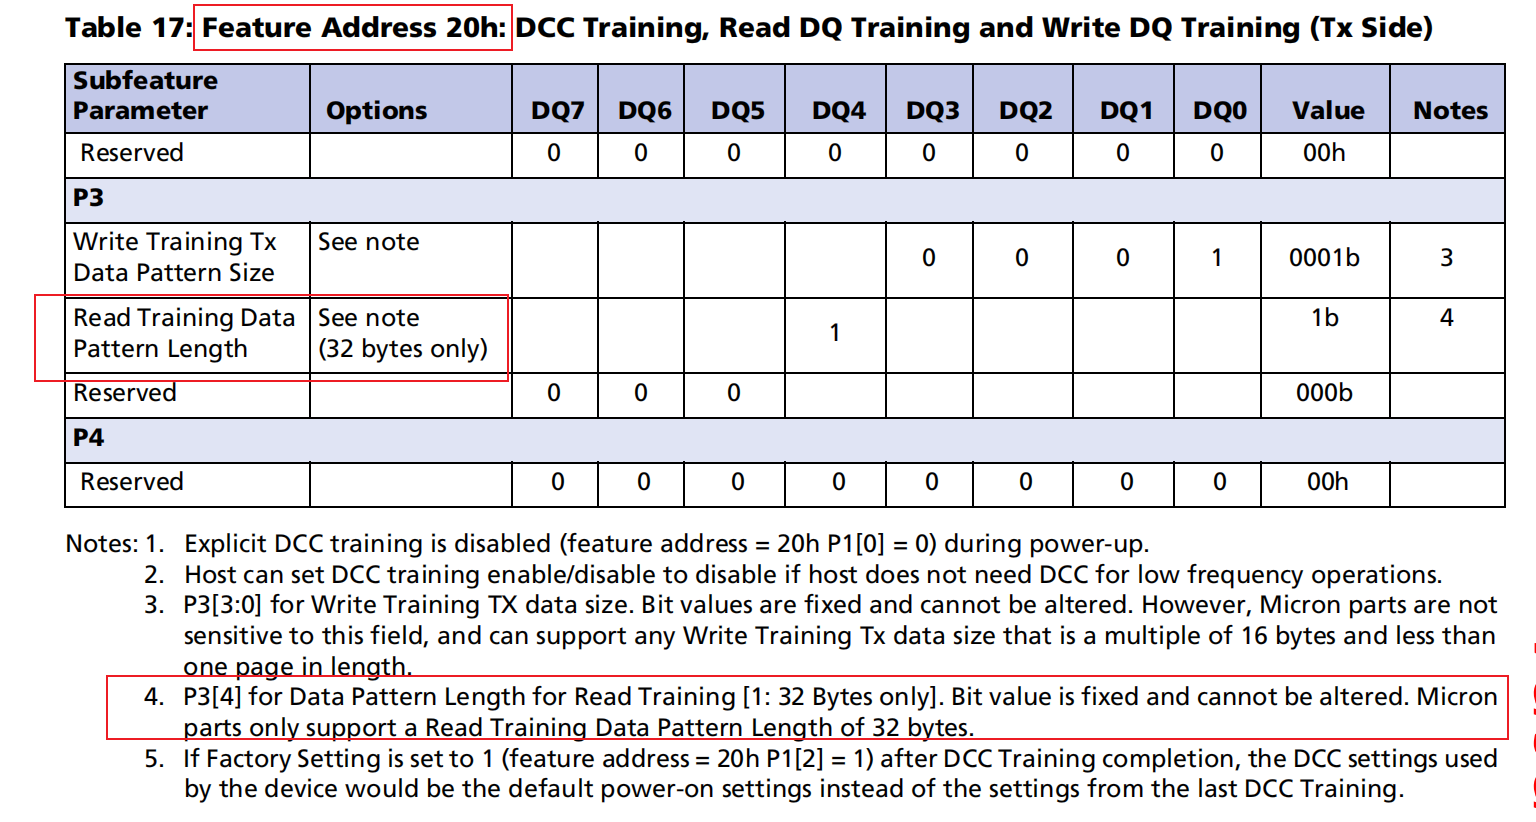 Table 17: Feature Address 20h: DCC Training, Read DQ Training and Write DQ Training (Tx Side)
Subfeature Parameter Options DQ7 DQ6 DQ5 DQ4 DQ3 DQ2 DQ1 DQ0 Value Notes
Reserved 0 0 0 0 0 0 0 0 00h
P3
Write Training Tx See note
Data Pattern Size 0 0 0 1 0001b 3
Read Training Data See note 1 1b 4
Pattern Length (32 bytes only)
Reserved 0 0 0 000b
P4
Reserved 0 0 0 0 0 0 0 0 00h
Notes: 1. Explicit DCC training is disabled (feature address = 20h P1[0] = 0) during power-up.
2. Host can set DCC training enable/disable to disable if host does not need DCC for low frequency operations.
3. P3[3:0] for Write Training TX data size. Bit values are fixed and cannot be altered. However, Micron parts are not
sensitive to this field, and can support any Write Training Tx data size that is a multiple of 16 bytes and less than
one page in length.
4. P3[4] for Data Pattern Length for Read Training [1: 32 Bytes only]. Bit value is fixed and cannot be altered. Micron
parts only support a Read Training Data Pattern Length of 32 bytes.
5. If Factory Setting is set to 1 (feature address = 20h P1[2] = 1) after DCC Training completion, the DCC settings used
by the device would be the default power-on settings instead of the settings from the last DCC Training.